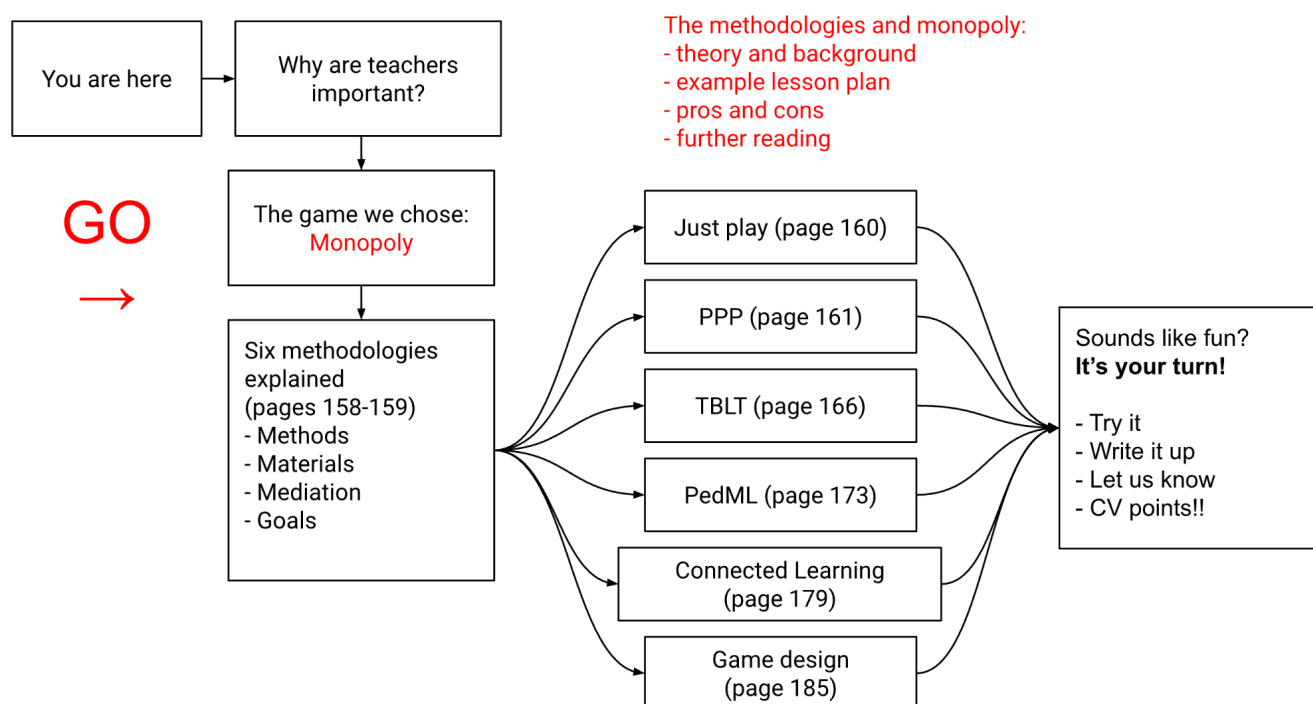 You are here
Why are teachers
important?
The methodologies and monopoly:
- theory and background
- example lesson plan
- pros and cons
- further reading
GO
→
The game we chose:
Monopoly
Six methodologies
explained
(pages 158-159)
- Methods
- Materials
- Mediation
- Goals
Just play (page 160)
PPP (page 161)
TBLT (page 166)
PedML (page 173)
Connected Learning
(page 179)
Game design
(page 185)
Sounds like fun?
It's your turn!
- Try it
- Write it up
- Let us know
- CV points!!